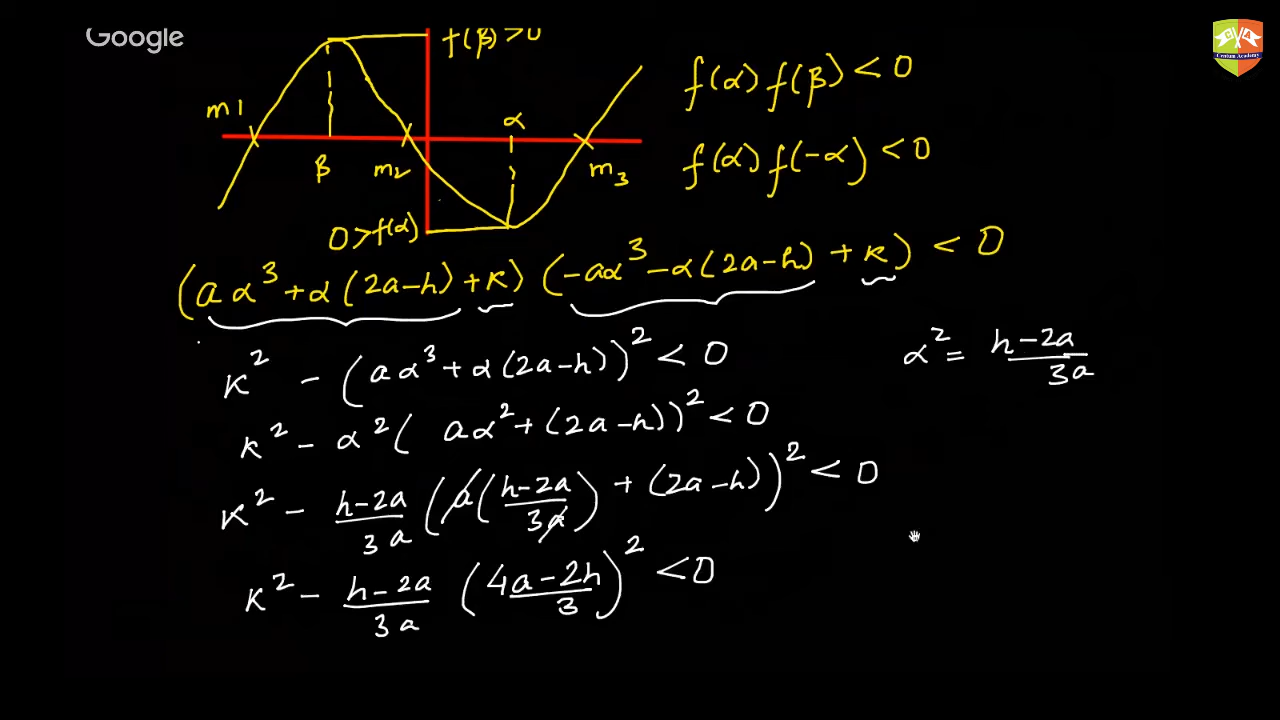 Google
f(β) > 0
f(α) f(β) < 0
m1
α
β
m2
m3
f(α) f(-α) < 0
0 > f(α)
(aα³ + α(2a-h) + K) (-aα³ - α(2a-h) + K) < 0
K² - (aα³ + α(2a-h))² < 0
α² = h-2a/3a
K² - α²(aα² + (2a-h))² < 0
K² - h-2a/3a (a(h-2a/3a) + (2a-h))² < 0
K² - h-2a/3a (4a-2h/3)² < 0